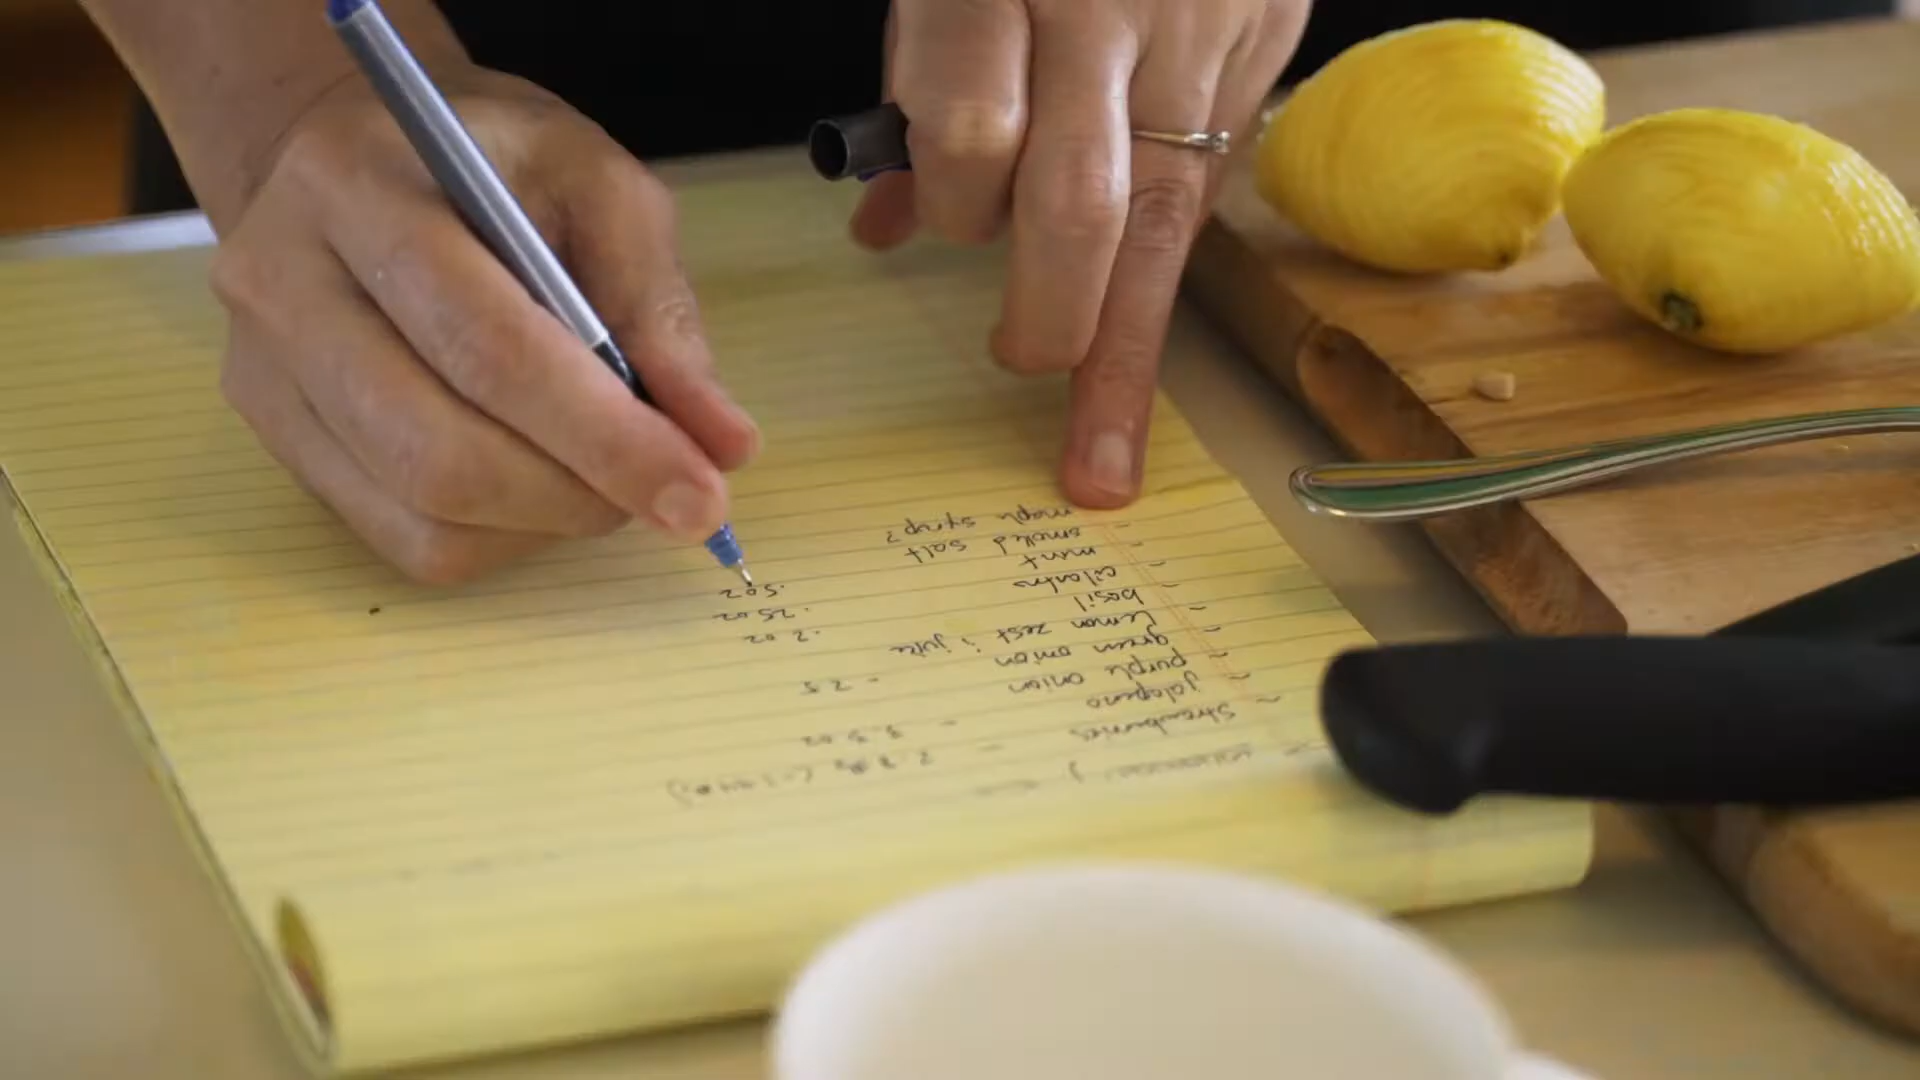 ~ strawberries - 3.5 oz
~ jalapeno
~ purple onion - 25
~ green onion
~ lemon zest & juice
~ basil .2 oz
~ cilantro .25 oz
~ mint .5 oz
~ smoked salt
~ maple syrup?